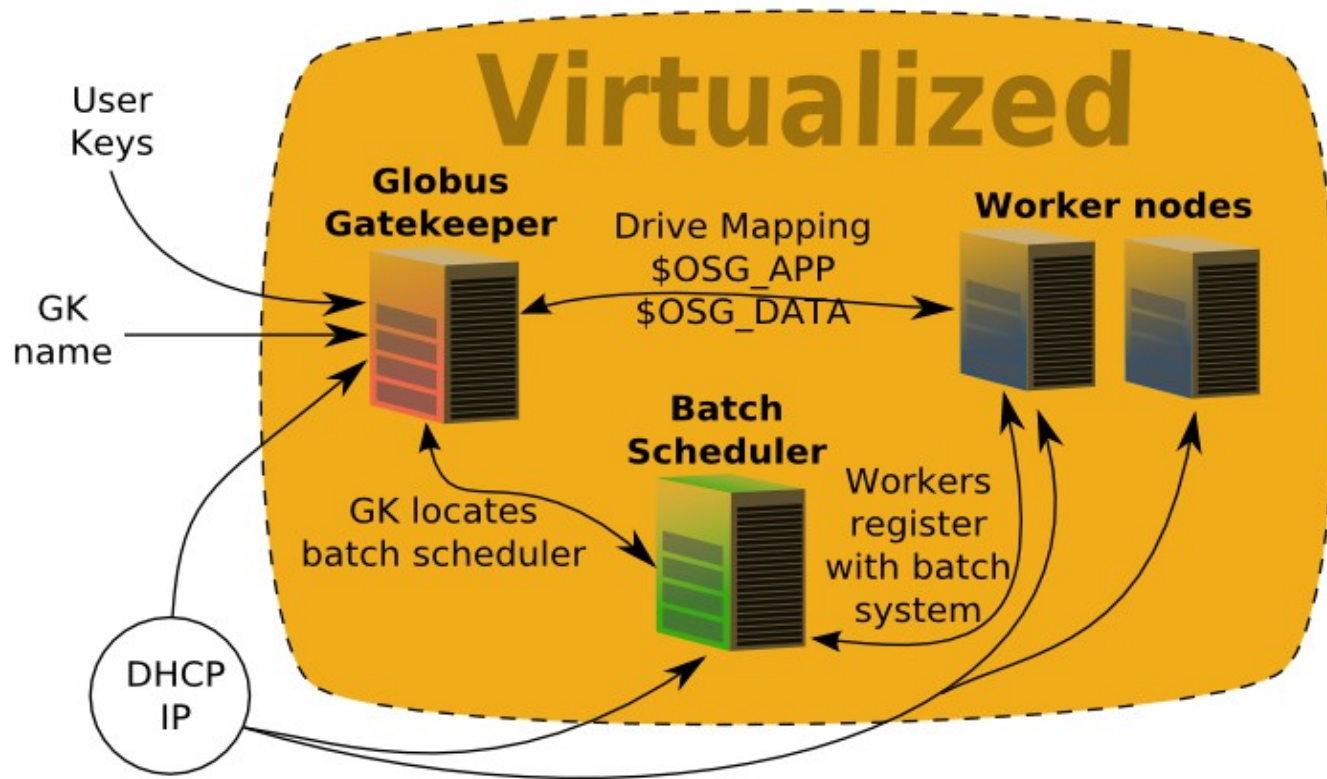 Virtualized
User
Keys
Globus
Gatekeeper
Drive Mapping
$OSG_APP
$OSG_DATA
Worker nodes
GK
name
Batch
Scheduler
GK locates
batch scheduler
Workers
register
with batch
system
DHCP
IP